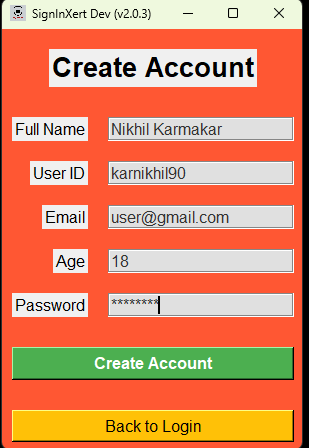 SignInXert Dev (v2.0.3)
Create Account
Full Name Nikhil Karmakar
User ID karnikhil90
Email user@gmail.com
Age 18
Password ********
Create Account
Back to Login